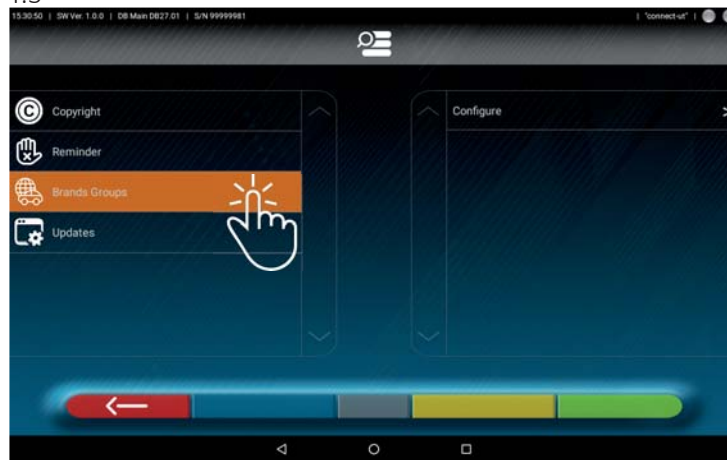 15:30:50 | SW Ver. 1.0.0 | DB Main DB27.01 | S/N 99999981 | "connect-ut" |
Copyright
Configure
Reminder
Brands Groups
Updates